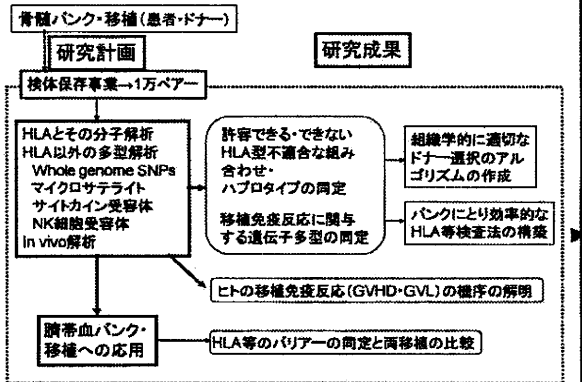 骨髄バンク・移植(患者・ドナー)
研究計画
研究成果
検体保存事業→1万ペアー
HLAとその分子解析
HLA以外の多型解析
Whole genome SNPs
マイクロサテライト
サイトカイン受容体
NK細胞受容体
In vivo解析
許容できる・できない
HLA型不適合な組み
合わせ・
ハプロタイプの同定
移植免疫反応に関与
する遺伝子多型の同定
組織学的に適切な
ドナー選択のアル
ゴリズムの作成
バンクにとり効率的な
HLA等検査法の構築
ヒトの移植免疫反応(GVHD・GVL)の機序の解明
臍帯血バンク・
移植への応用
HLA等のバリアーの同定と両移植の比較